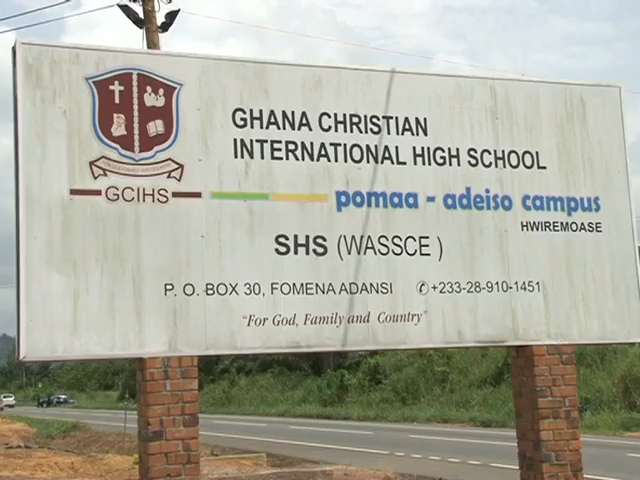 GHANA CHRISTIAN
INTERNATIONAL HIGH SCHOOL
GCIHS
pomaa - adeiso campus
HWIREMOASE
SHS (WASSCE )
P. O. BOX 30, FOMENA ADANSI ✆+233-28-910-1451
"For God, Family and Country"